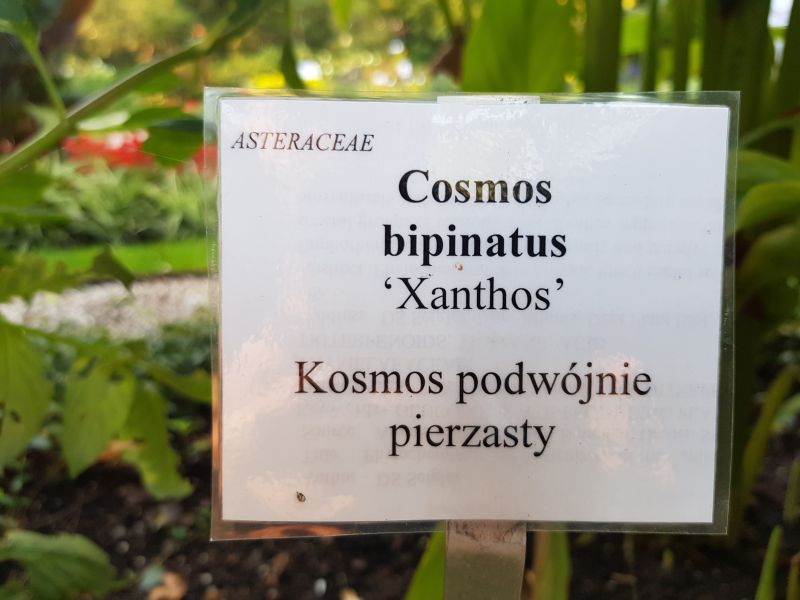 ASTERACEAE
Cosmos
bipinatus
‘Xanthos’
Kosmos podwójnie
pierzasty